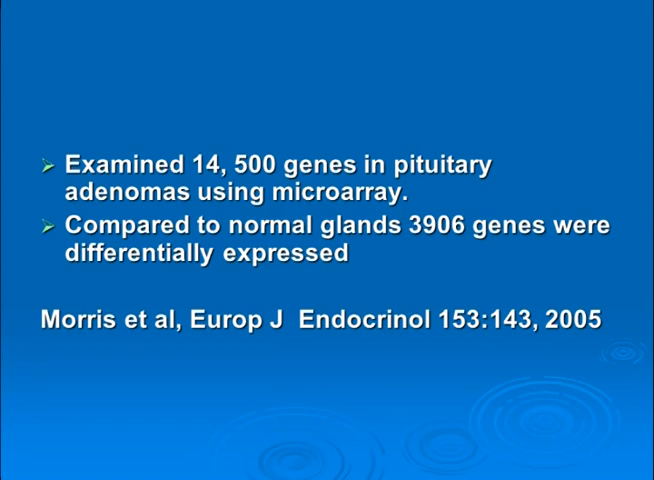 Examined 14, 500 genes in pituitary
adenomas using microarray.
Compared to normal glands 3906 genes were
differentially expressed
Morris et al, Europ J Endocrinol 153:143, 2005